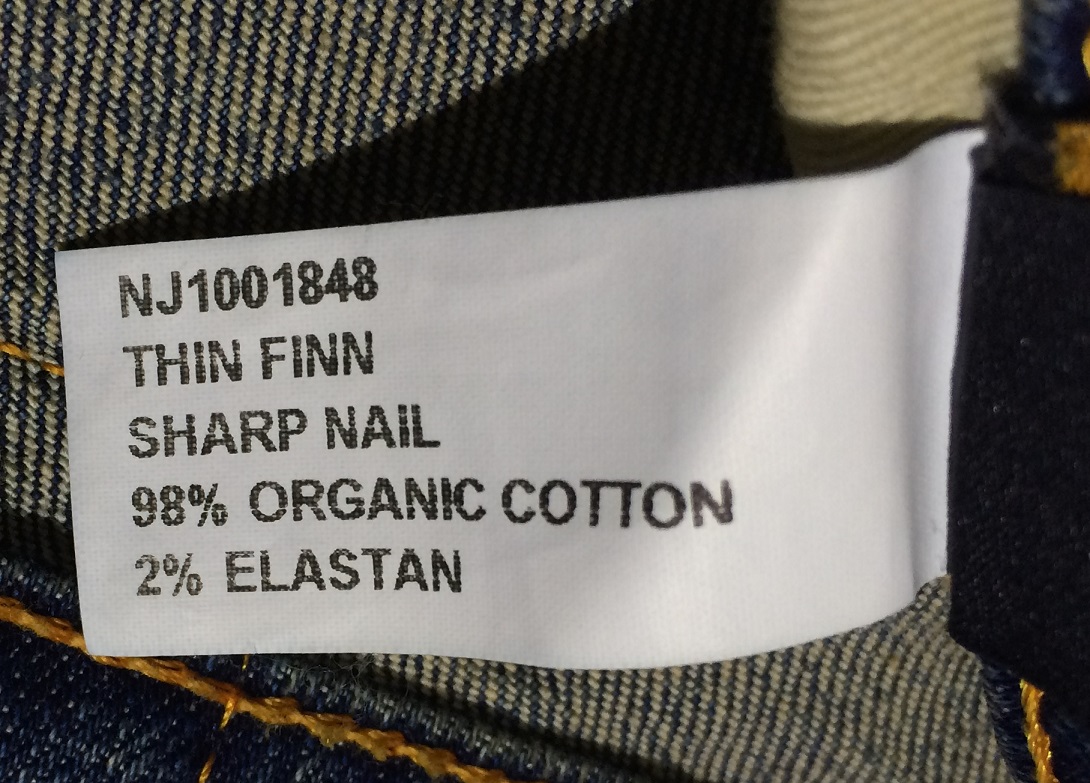 NJ1001848
THIN FINN
SHARP NAIL
98% ORGANIC COTTON
2% ELASTAN